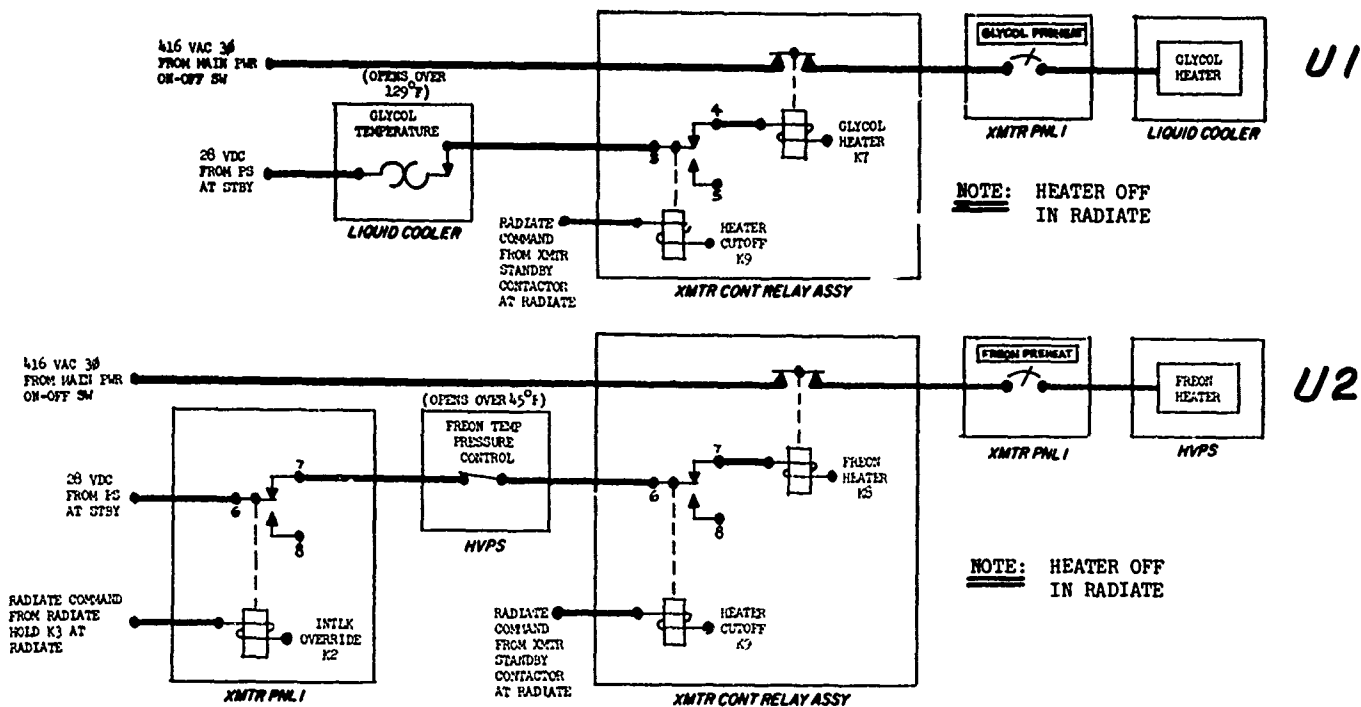 416 VAC 3Ø
FROM MAIN PWR
ON-OFF SW
(OPENS OVER
129°F)
GLYCOL
TEMPERATURE
28 VDC
FROM PS
AT STBY
LIQUID COOLER
3
4
5
GLYCOL
HEATER
K7
RADIATE
COMMAND
FROM XMTR
STANDBY
CONTACTOR
AT RADIATE
HEATER
CUTOFF
K9
XMTR CONT RELAY ASSY
GLYCOL PREHEAT
XMTR PNL 1
GLYCOL
HEATER
LIQUID COOLER
U1
NOTE: HEATER OFF
IN RADIATE
416 VAC 3Ø
FROM MAIN PWR
ON-OFF SW
28 VDC
FROM PS
AT STBY
6
7
8
RADIATE COMMAND
FROM RADIATE
HOLD K3 AT
RADIATE
INTLK
OVERRIDE
K2
XMTR PNL 1
(OPENS OVER 45°F)
FREON TEMP
PRESSURE
CONTROL
HVPS
6
7
8
FREON
HEATER
K8
RADIATE
COMMAND
FROM XMTR
STANDBY
CONTACTOR
AT RADIATE
HEATER
CUTOFF
K9
XMTR CONT RELAY ASSY
FREON PREHEAT
XMTR PNL 1
FREON
HEATER
HVPS
U2
NOTE: HEATER OFF
IN RADIATE